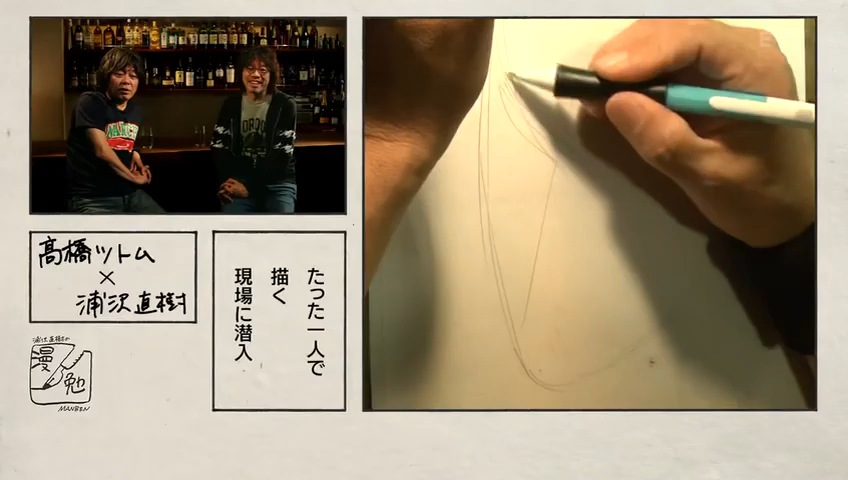 高橋ツトム
×
浦沢直樹
たった一人で
描く
現場に潜入
浦沢直樹の
漫
勉
MANBEN